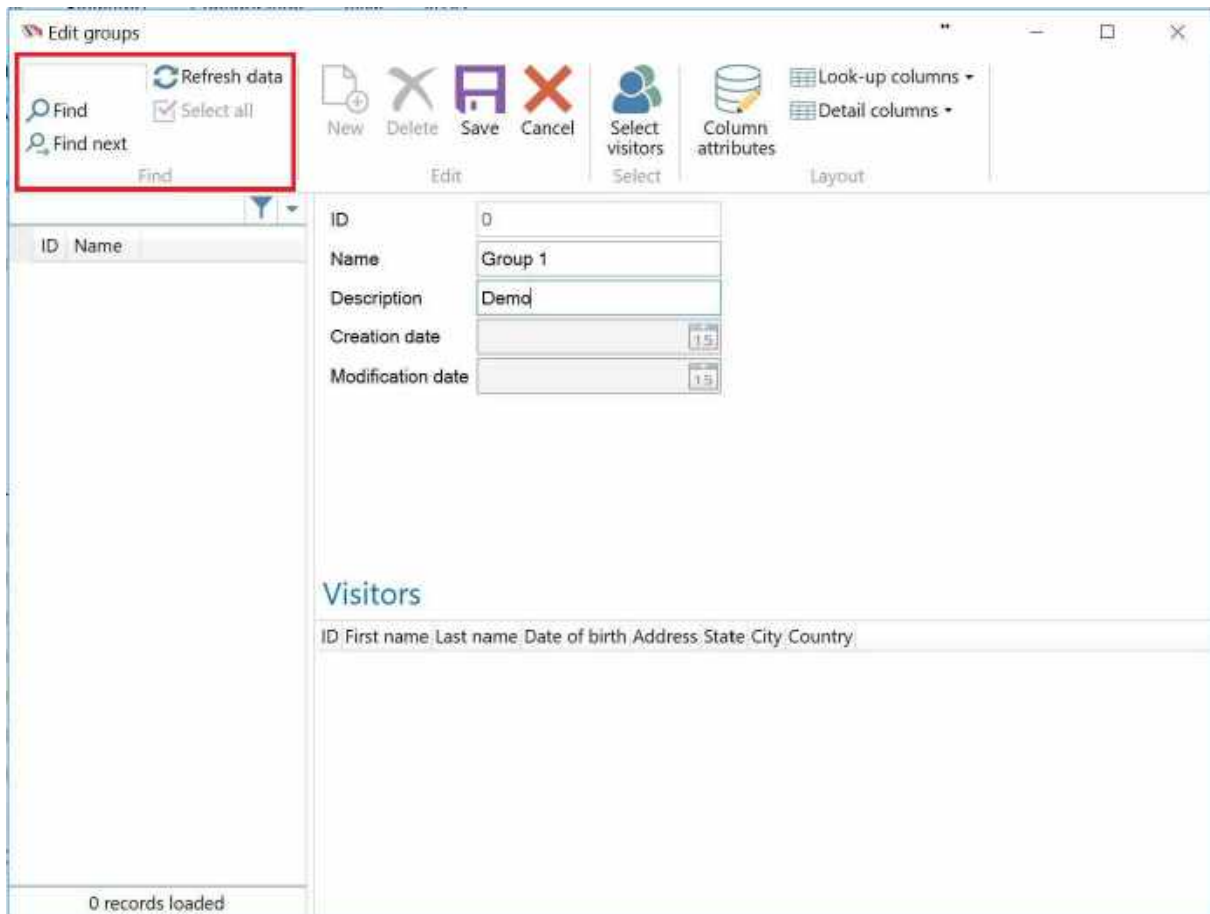 Edit groups
Refresh data
Find
Select all
Find next
Find
New
Delete
Save
Cancel
Edit
Select
visitors
Select
Column
attributes
Look-up columns
Detail columns
Layout
ID Name
ID 0
Name Group 1
Description Demo
Creation date 15
Modification date 15
Visitors
ID First name Last name Date of birth Address State City Country
0 records loaded